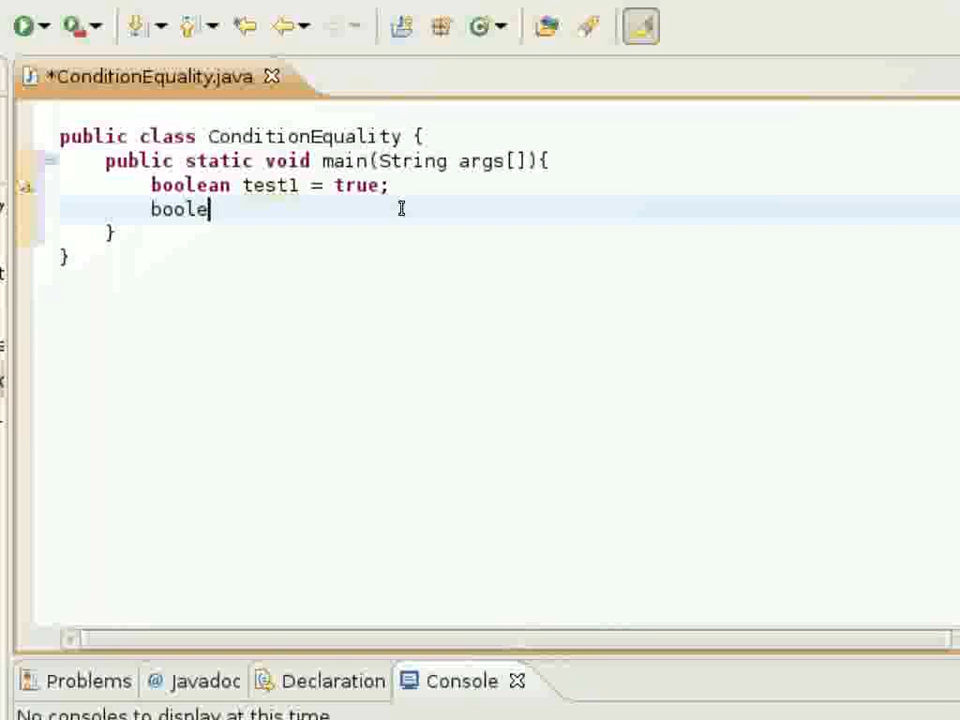 *ConditionEquality.java
public class ConditionEquality {
public static void main(String args[]){
boolean test1 = true;
boole
}
}
Problems @ Javadoc Declaration Console
No consoles to display at this time.